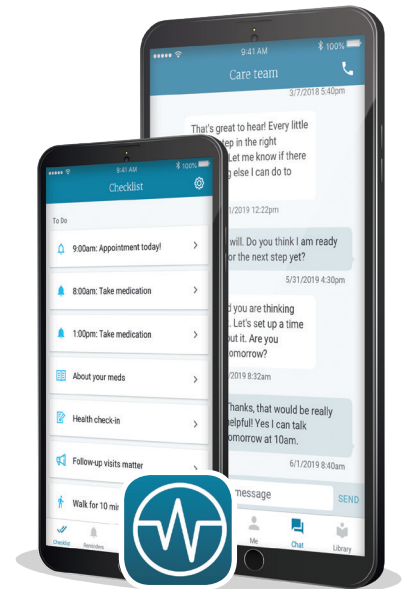 9:41 AM
100%
Care team
3/7/2018 5:40pm
That's great to hear! Every little
step in the right
Let me know if there
else I can do to
2019 12:22pm
will. Do you think I am ready
for the next step yet?
5/31/2019 4:30pm
you are thinking
Let's set up a time
it. Are you
tomorrow?
2019 8:32am
Thanks, that would be really
helpful! Yes I can talk
tomorrow at 10am.
6/1/2019 8:40am
message
SEND
Me
Chat
Library
9:41 AM
100%
Checklist
To Do
9:00am: Appointment today!
8:00am: Take medication
1:00pm: Take medication
About your meds
Health check-in
Follow-up visits matter
Walk for 10
Checklist
Reminders